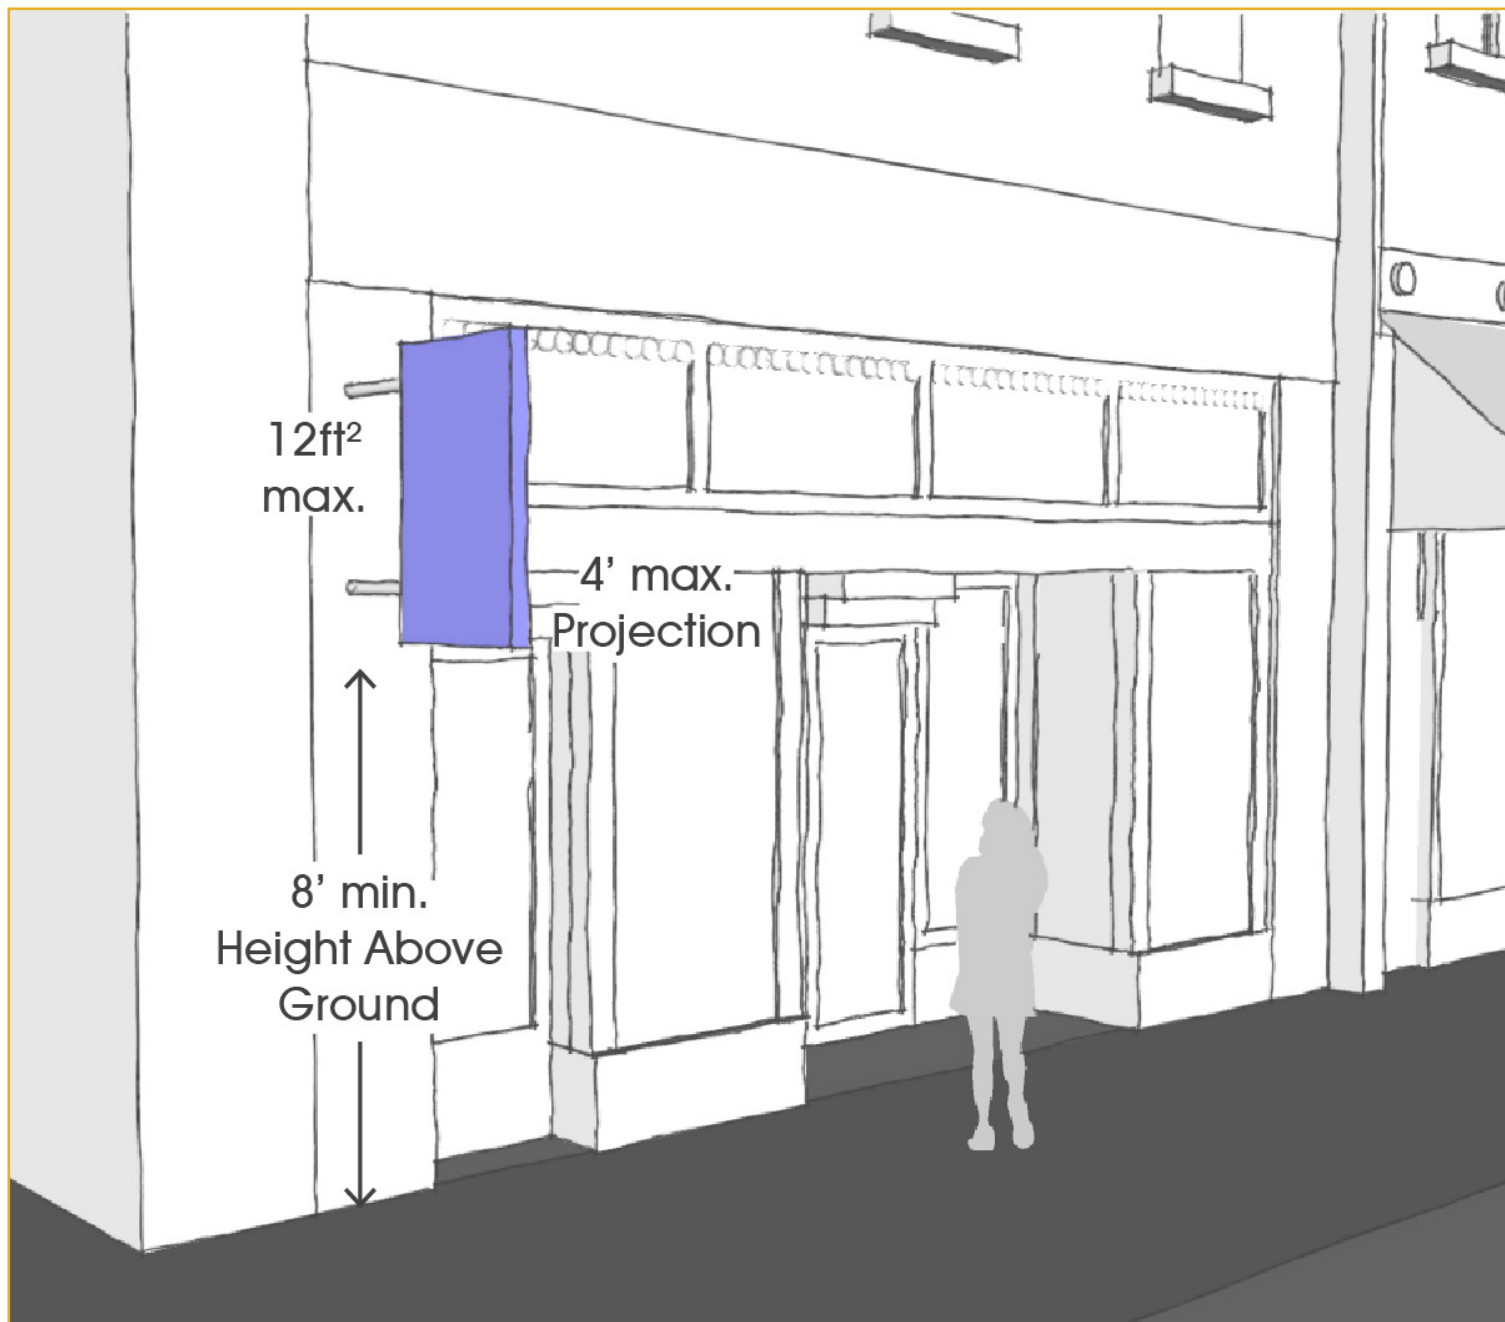 12ft²
max.
4’ max.
Projection
8’ min.
Height Above
Ground